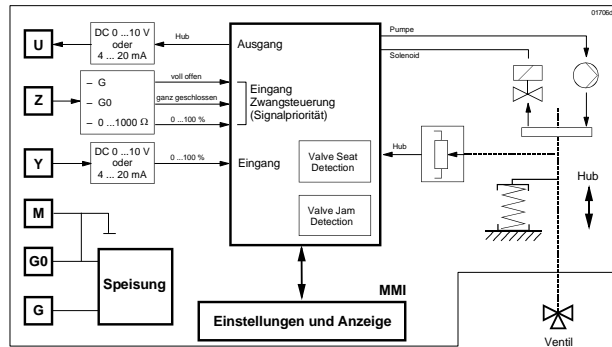 01706d
U
DC 0 ...10 V
oder
4 ... 20 mA
Hub
Ausgang
Pumpe
Solenoid
Z
– G
– G0
– 0 ...1000 Ω
voll offen
ganz geschlossen
0 ...100 %
Eingang
Zwangsteuerung
(Signalpriorität)
Y
DC 0 ...10 V
oder
4 ... 20 mA
0 ...100 %
Eingang
Valve Seat
Detection
Valve Jam
Detection
Hub
Hub
M
G0
G
Speisung
MMI
Einstellungen und Anzeige
Ventil